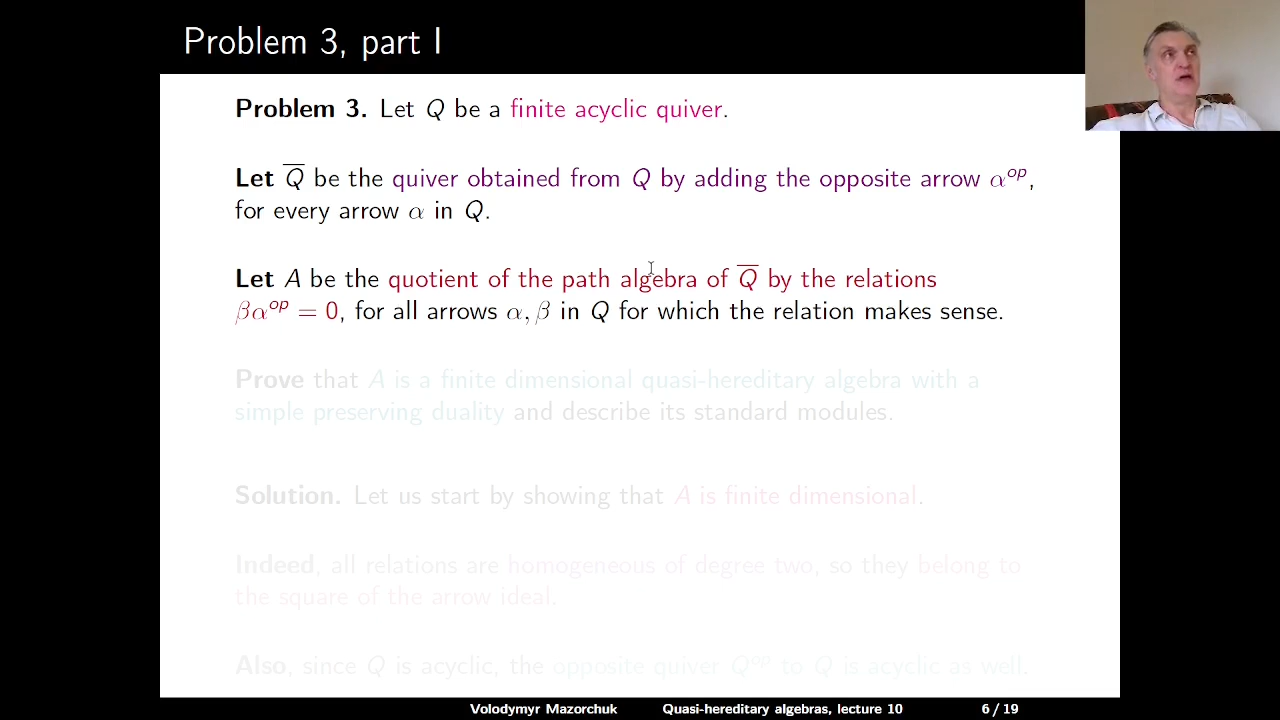 Problem 3, part I
Problem 3. Let Q be a finite acyclic quiver.
Let Q̅ be the quiver obtained from Q by adding the opposite arrow α^op,
for every arrow α in Q.
Let A be the quotient of the path algebra of Q̅ by the relations
βα^op = 0, for all arrows α, β in Q for which the relation makes sense.
Prove that A is a finite dimensional quasi-hereditary algebra with a
simple preserving duality and describe its standard modules.
Solution. Let us start by showing that A is finite dimensional.
Indeed, all relations are homogeneous of degree two, so they belong to
the square of the arrow ideal.
Also, since Q is acyclic, the opposite quiver Q^op to Q is acyclic as well.
Volodymyr Mazorchuk Quasi-hereditary algebras, lecture 10 6 / 19